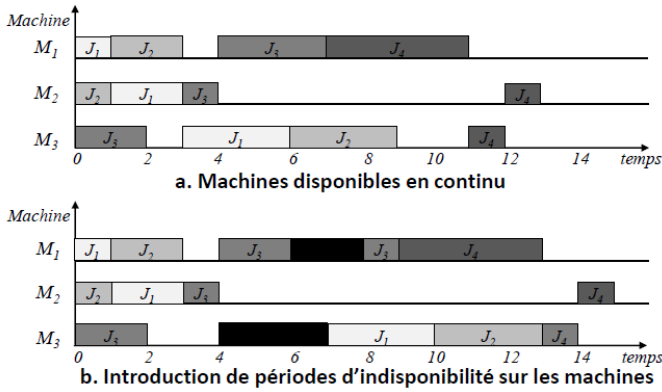 Machine
M1 J1 J2 J3 J4
M2 J2 J1 J3 J4
M3 J3 J1 J2 J4
0 2 4 6 8 10 12 14 temps
a. Machines disponibles en continu
Machine
M1 J1 J2 J3 J3 J4
M2 J2 J1 J3 J4
M3 J3 J1 J2 J4
0 2 4 6 8 10 12 14 temps
b. Introduction de périodes d'indisponibilité sur les machines